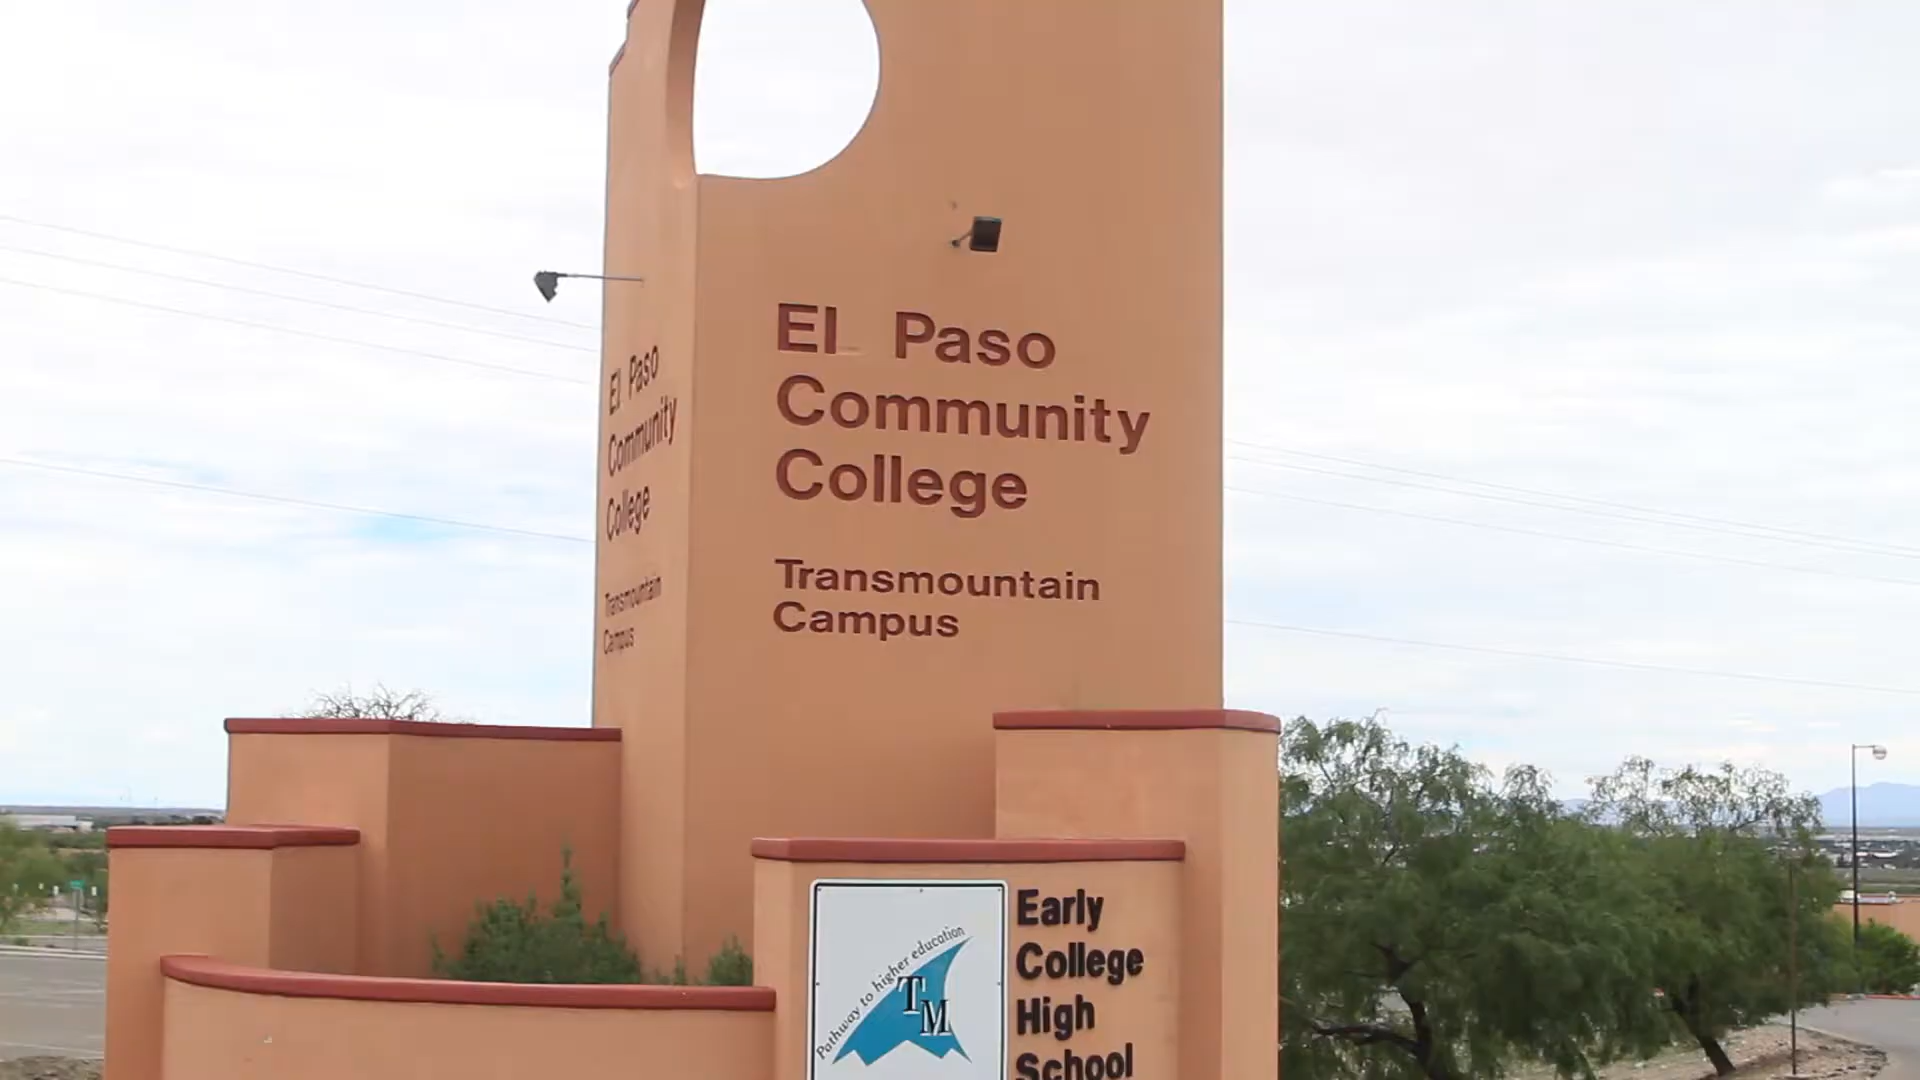 El Paso
Community
College
Transmountain
Campus
El Paso
Community
College
Transmountain
Campus
Pathway to higher education
TM
Early
College
High
School